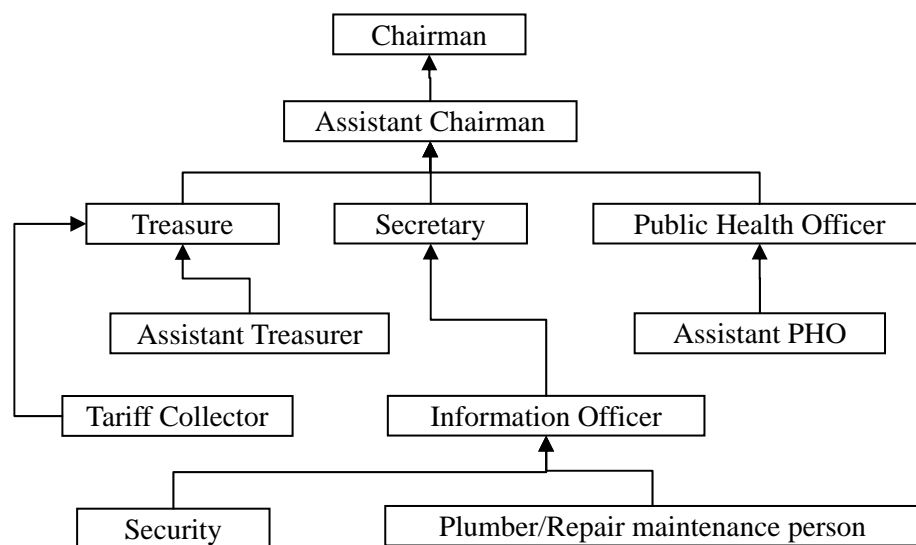 Chairman
Assistant Chairman
Treasure
Secretary
Public Health Officer
Assistant Treasurer
Assistant PHO
Tariff Collector
Information Officer
Security
Plumber/Repair maintenance person